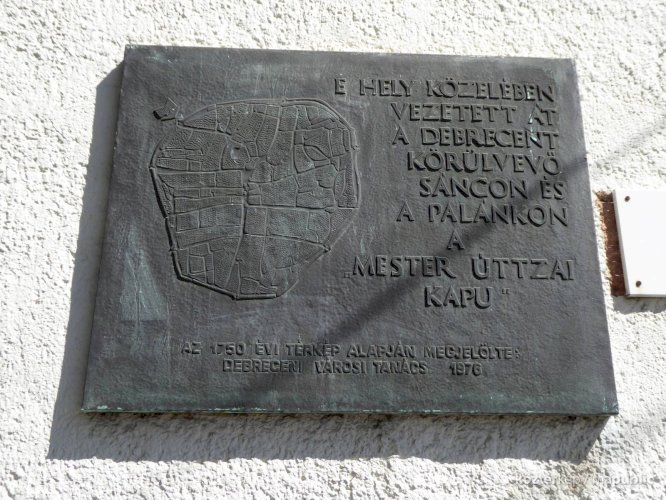 E HELY KÖZELÉBEN
VEZETETT ÁT
A DEBRECENT
KÖRÜLVEVŐ
SÁNCON ÉS
A PALÁNKON
A
„MESTER ÚTTZAI
KAPU"
AZ 1750 ÉVI TÉRKÉP ALAPJÁN MEGJELÖLTE:
DEBRECENI VÁROSI TANÁCS 1976